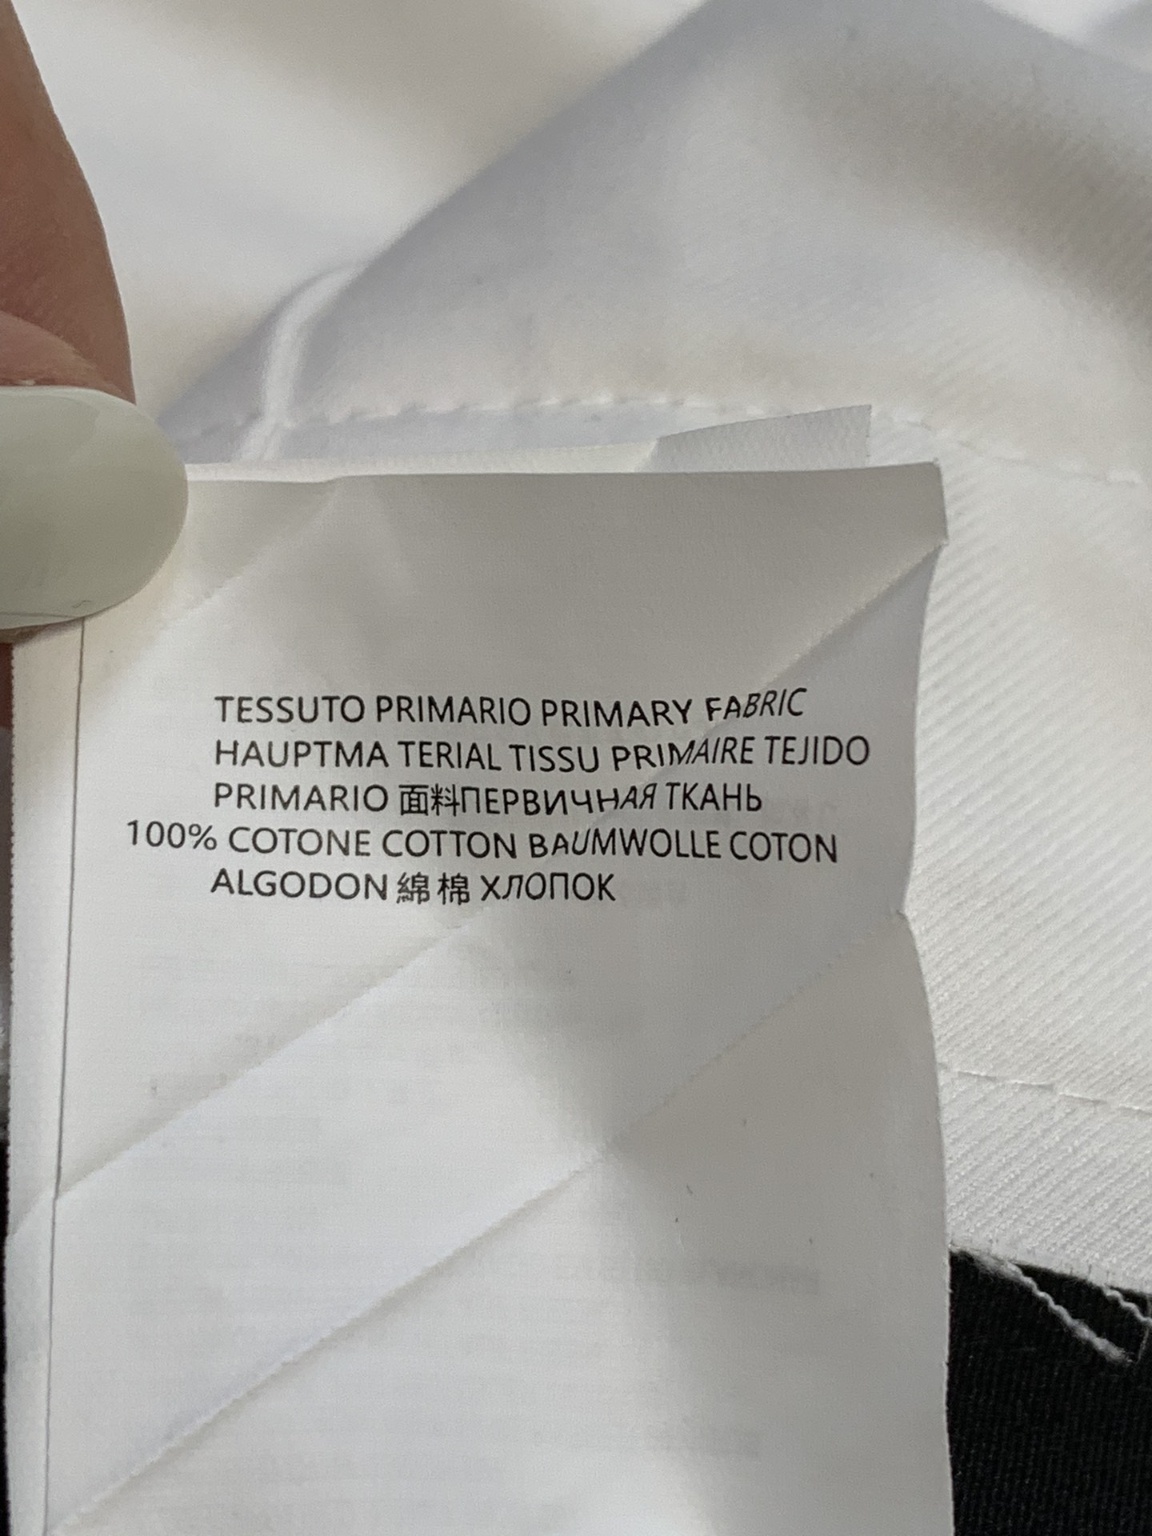 TESSUTO PRIMARIO PRIMARY FABRIC
HAUPTMA TERIAL TISSU PRIMAIRE TEJIDO
PRIMARIO 面料ПЕРВИЧНАЯ ТКАНЬ
100% COTONE COTTON BAUMWOLLE COTON
ALGODON 綿 棉 ХЛОПОК